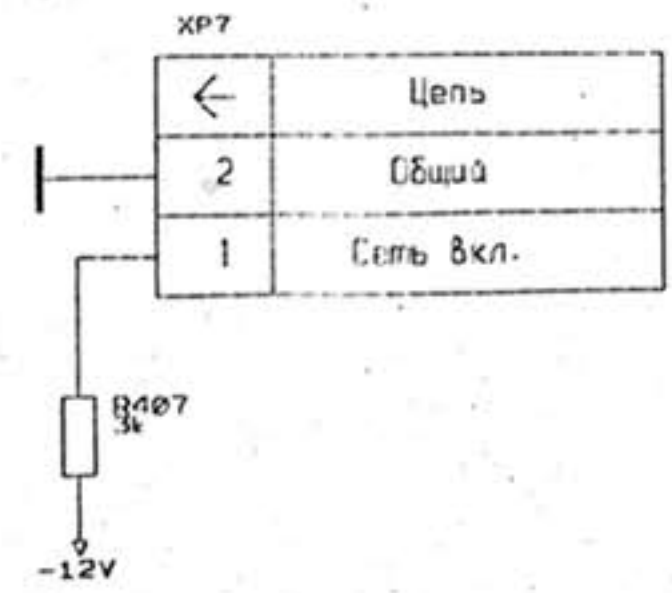 XP7
← Цепь
2 Общий
1 Сеть вкл.
R407
3k
-12V